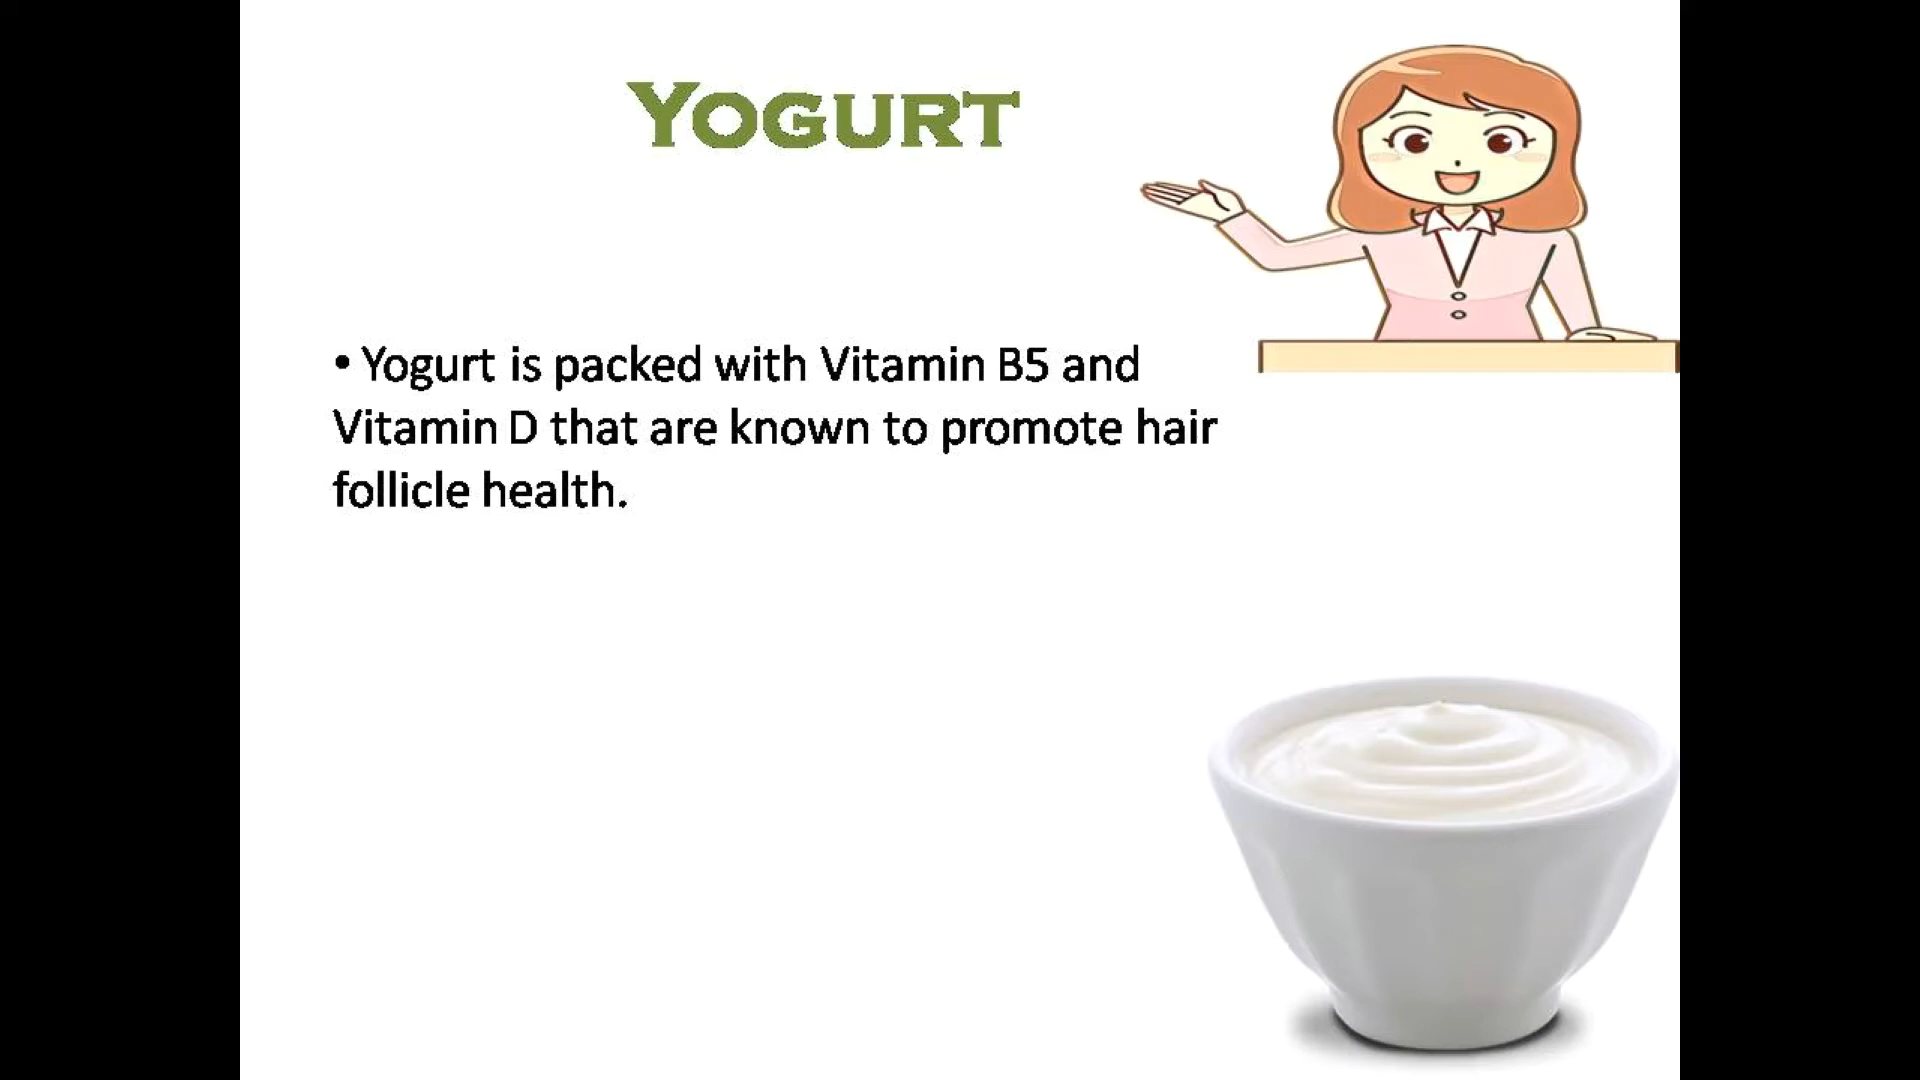 YOGURT
• Yogurt is packed with Vitamin B5 and
Vitamin D that are known to promote hair
follicle health.